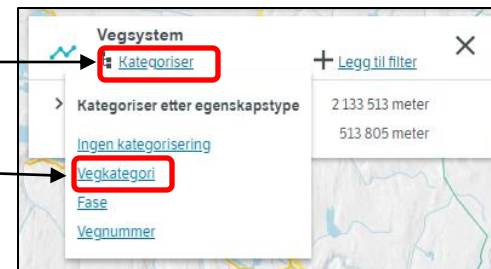 Vegsystem
Kategoriser
Legg til filter
Kategoriser etter egenskapstype
2 133 513 meter
Ingen kategorisering
513 805 meter
Vegkategori
Fase
Vegnummer